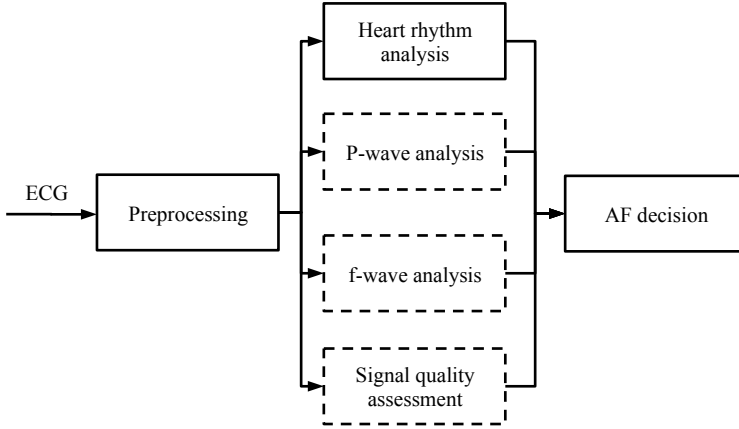 ECG
Preprocessing
Heart rhythm
analysis
P-wave analysis
f-wave analysis
Signal quality
assessment
AF decision